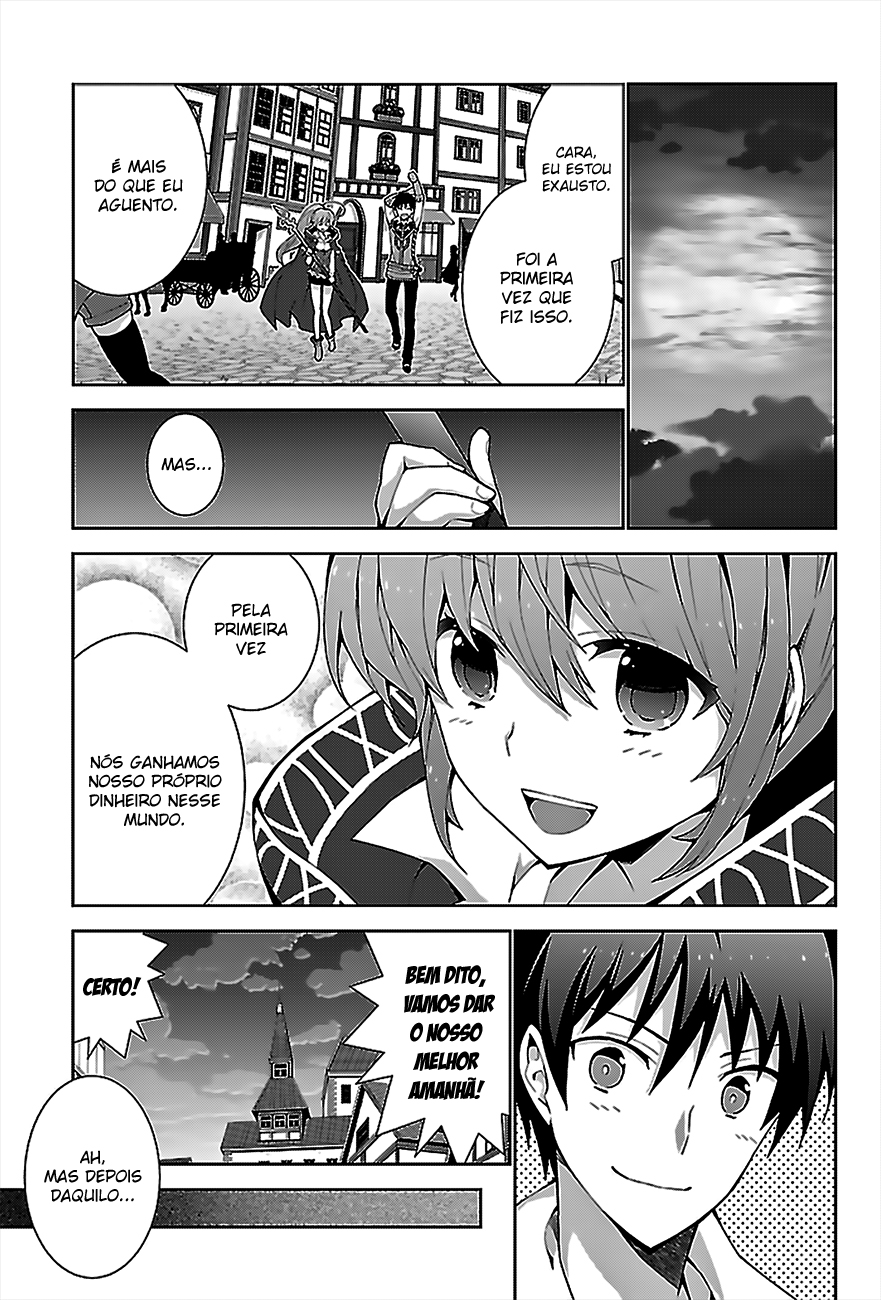 CARA,
EU ESTOU
EXAUSTO.
FOI A
PRIMEIRA
VEZ QUE
FIZ ISSO.
É MAIS
DO QUE EU
AGUENTO.
MAS...
PELA
PRIMEIRA
VEZ
NÓS GANHAMOS
NOSSO PRÓPRIO
DINHEIRO NESSE
MUNDO.
BEM DITO,
VAMOS DAR
O NOSSO
MELHOR
AMANHÃ!
CERTO!
AH,
MAS DEPOIS
DAQUILO...